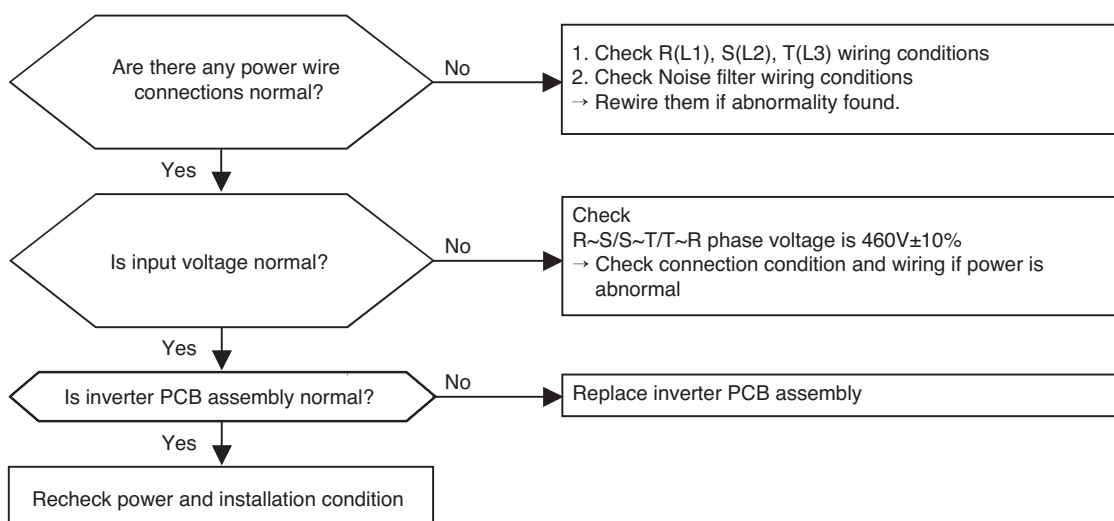 Are there any power wire
connections normal?
No
1. Check R(L1), S(L2), T(L3) wiring conditions
2. Check Noise filter wiring conditions
→ Rewire them if abnormality found.
Yes
Is input voltage normal?
No
Check
R~S/S~T/T~R phase voltage is 460V±10%
→ Check connection condition and wiring if power is
abnormal
Yes
Is inverter PCB assembly normal?
No
Replace inverter PCB assembly
Yes
Recheck power and installation condition